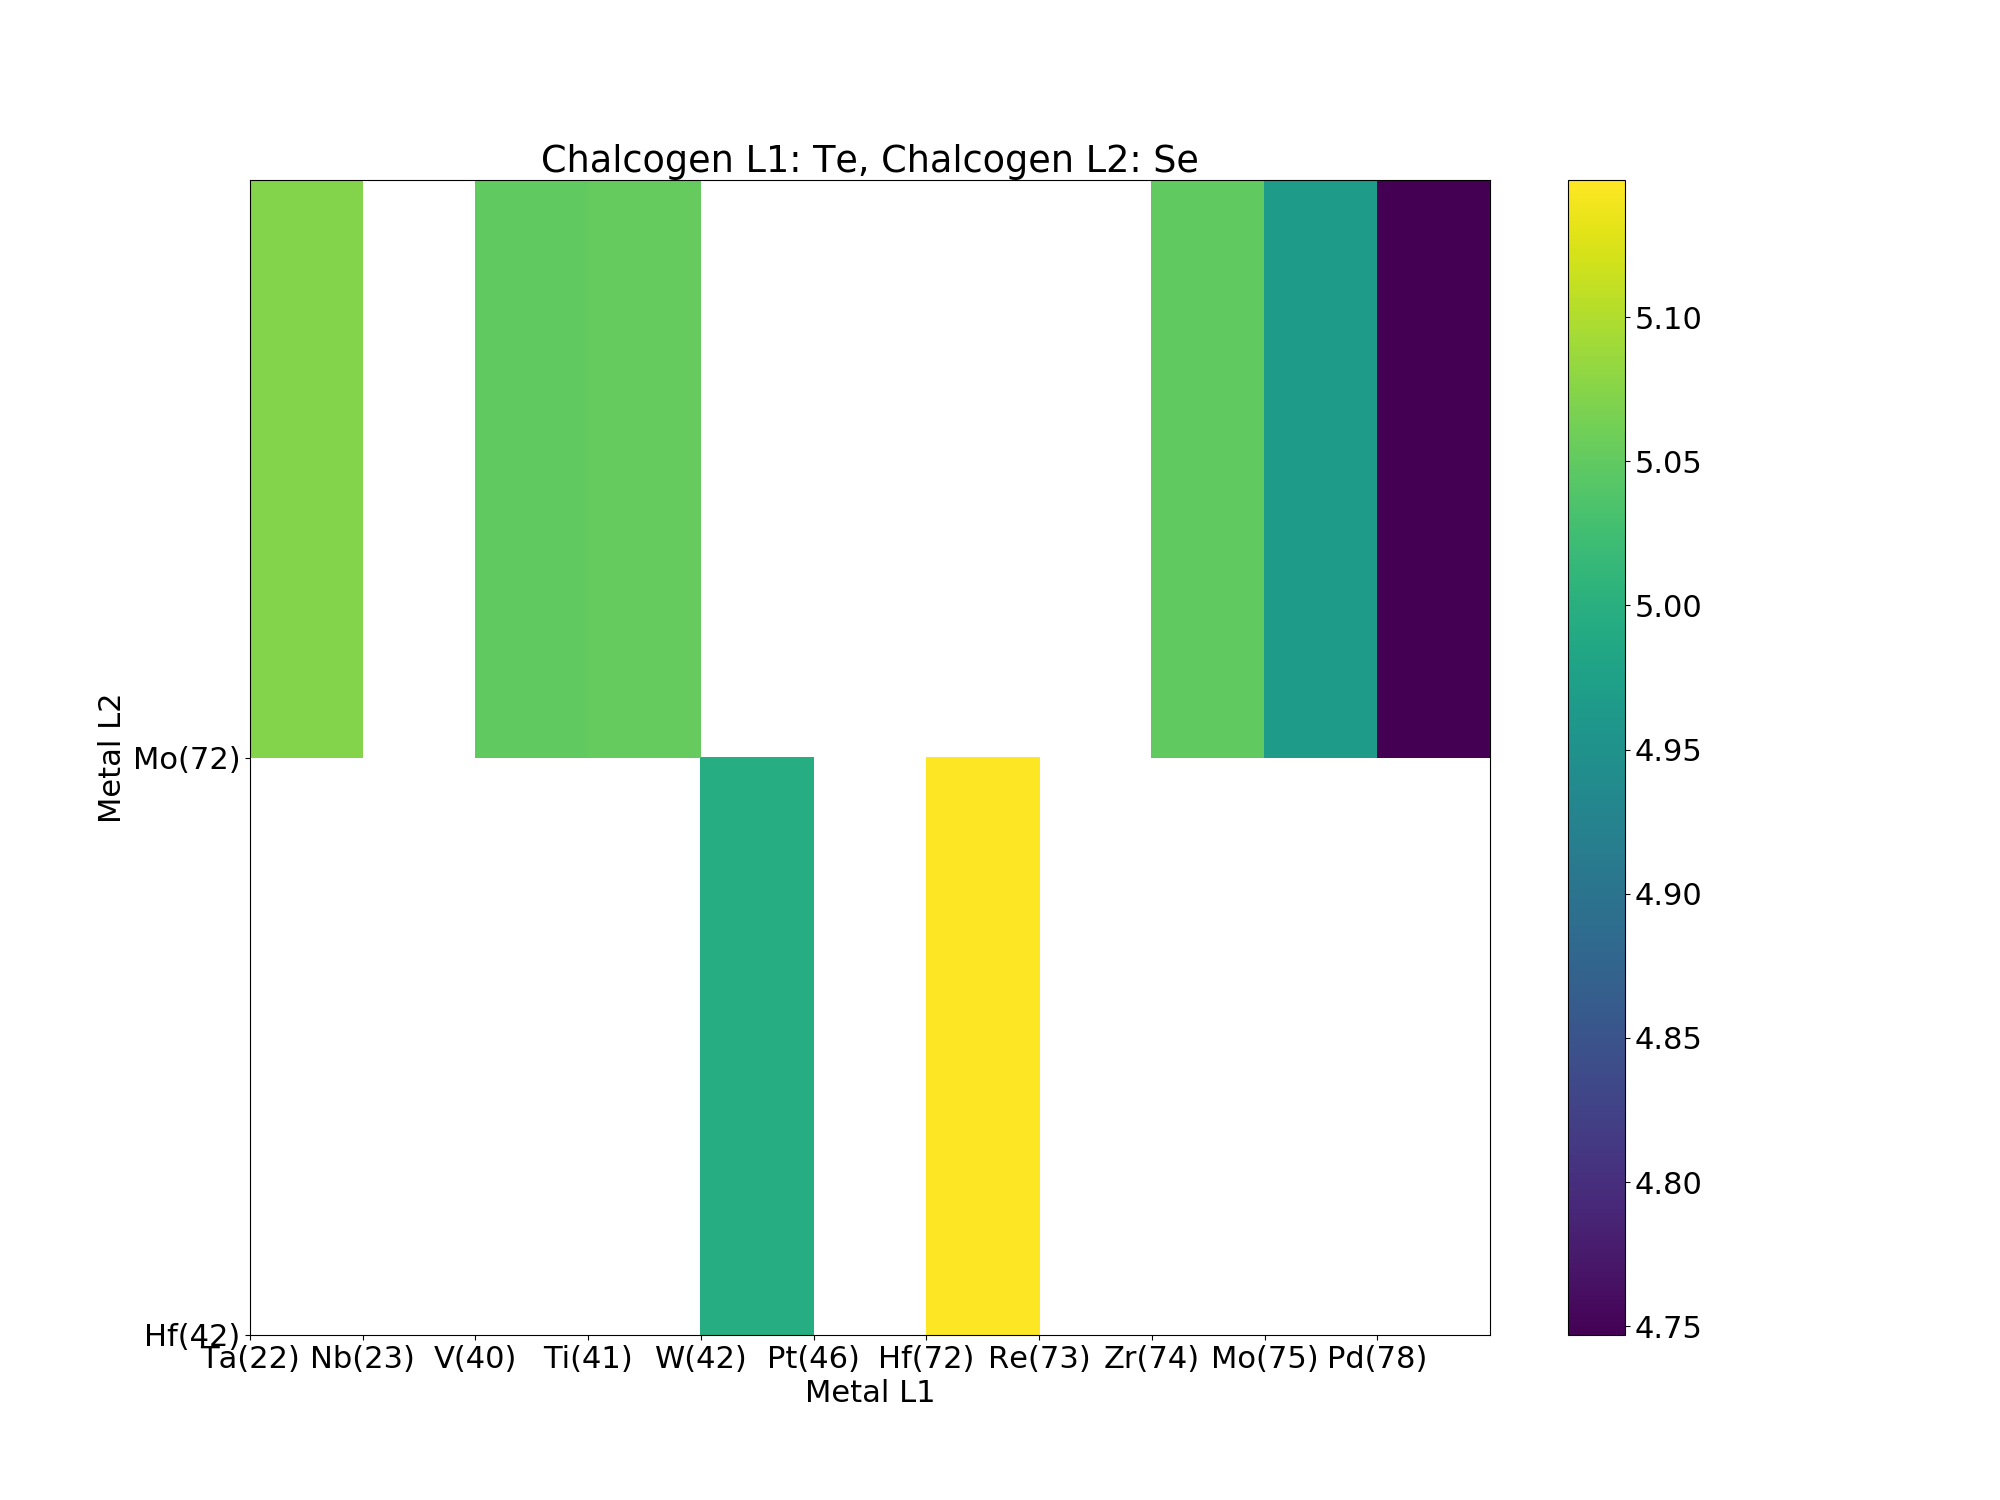 Chalcogen L1: Te, Chalcogen L2: Se
Metal L2
Mo(72)
Hf(42)
Ta(22) Nb(23) V(40) Ti(41) W(42) Pt(46) Hf(72) Re(73) Zr(74) Mo(75) Pd(78)
Metal L1
5.10
5.05
5.00
4.95
4.90
4.85
4.80
4.75